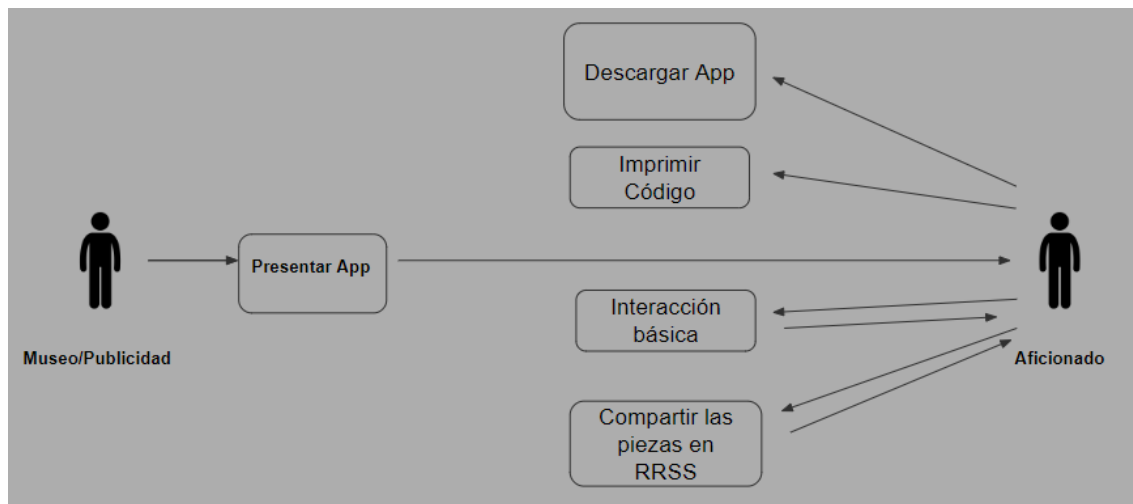 Descargar App
Imprimir
Código
Presentar App
Interacción
básica
Museo/Publicidad
Aficionado
Compartir las
piezas en
RRSS